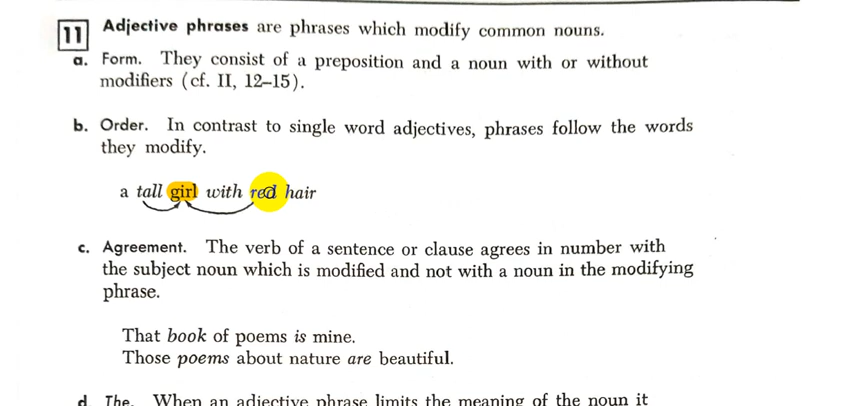 11 Adjective phrases are phrases which modify common nouns.
a. Form. They consist of a preposition and a noun with or without
modifiers (cf. II, 12–15).
b. Order. In contrast to single word adjectives, phrases follow the words
they modify.
a tall girl with red hair
c. Agreement. The verb of a sentence or clause agrees in number with
the subject noun which is modified and not with a noun in the modifying
phrase.
That book of poems is mine.
Those poems about nature are beautiful.
d. The. When an adjective phrase limits the meaning of the noun it